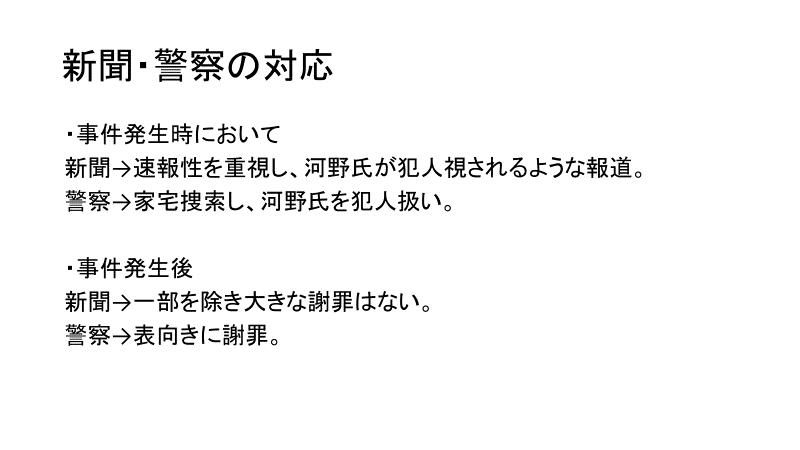 新聞・警察の対応
・事件発生時において
新聞→速報性を重視し、河野氏が犯人視されるような報道。
警察→家宅捜索し、河野氏を犯人扱い。
・事件発生後
新聞→一部を除き大きな謝罪はない。
警察→表向きに謝罪。